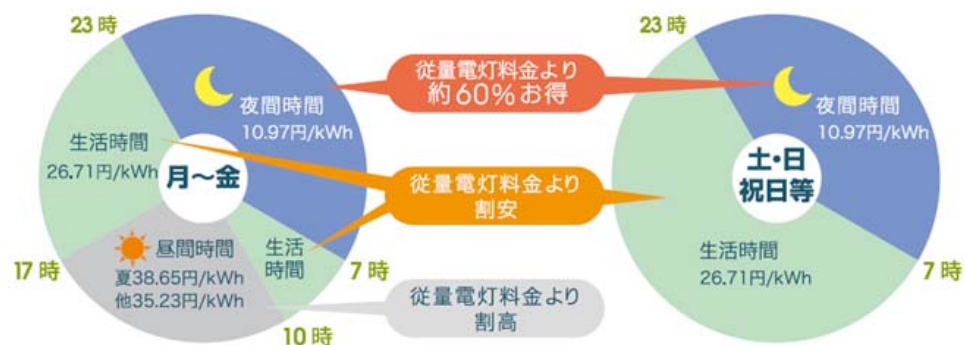 23時
夜間時間
10.97円/kWh
生活時間
26.71円/kWh
月〜金
昼間時間
夏38.65円/kWh
他35.23円/kWh
生活
時間
17時
7時
10時
従量電灯料金より
約60%お得
従量電灯料金より
割安
従量電灯料金より
割高
23時
夜間時間
10.97円/kWh
土・日
祝日等
生活時間
26.71円/kWh
7時